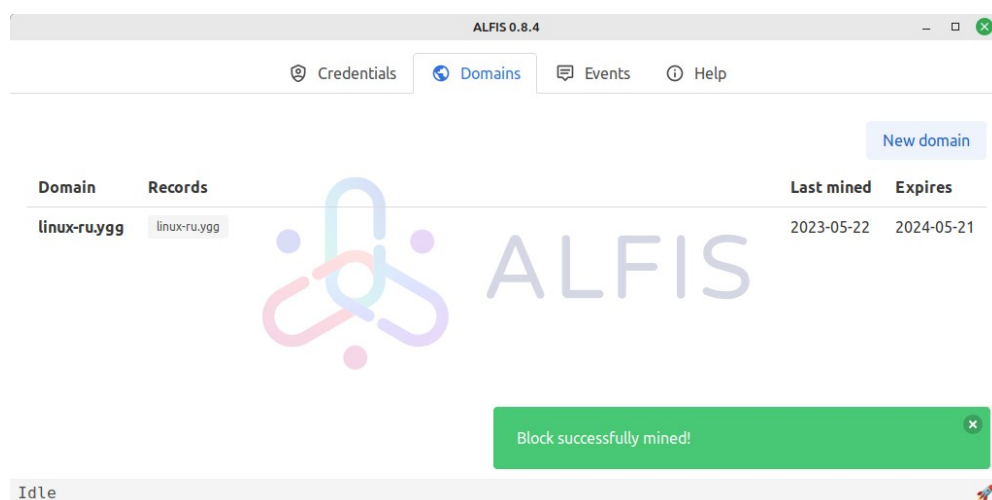 ALFIS 0.8.4
Credentials Domains Events Help
New domain
Domain Records Last mined Expires
linux-ru.ygg linux-ru.ygg 2023-05-22 2024-05-21
ALFIS
Block successfully mined!
Idle